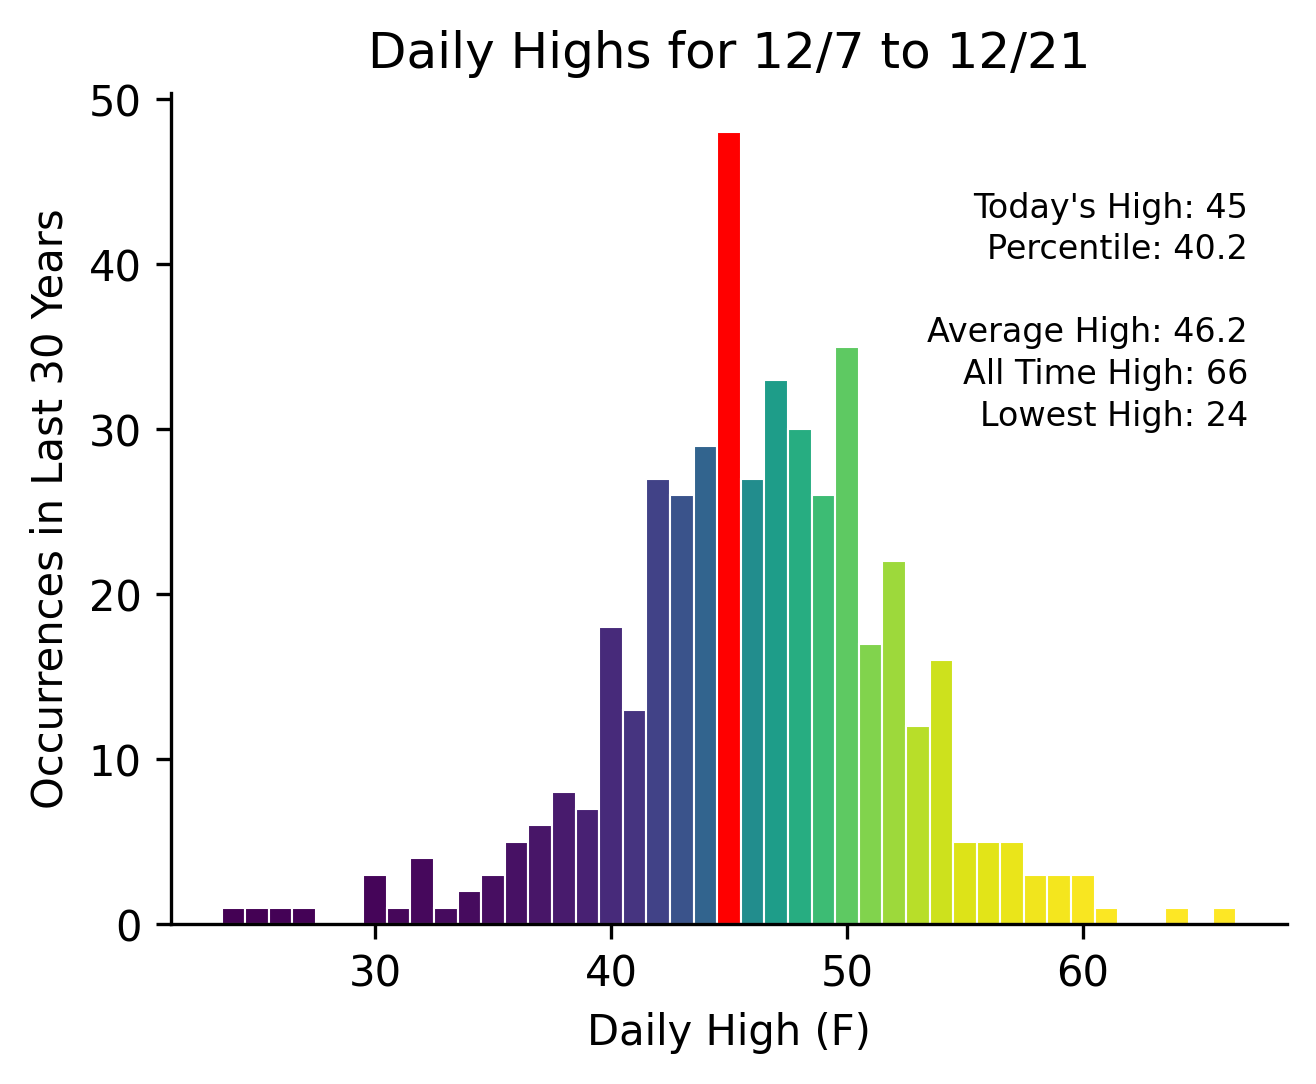 Daily Highs for 12/7 to 12/21
50
40
30
20
10
0
Occurrences in Last 30 Years
Today's High: 45
Percentile: 40.2
Average High: 46.2
All Time High: 66
Lowest High: 24
30 40 50 60
Daily High (F)